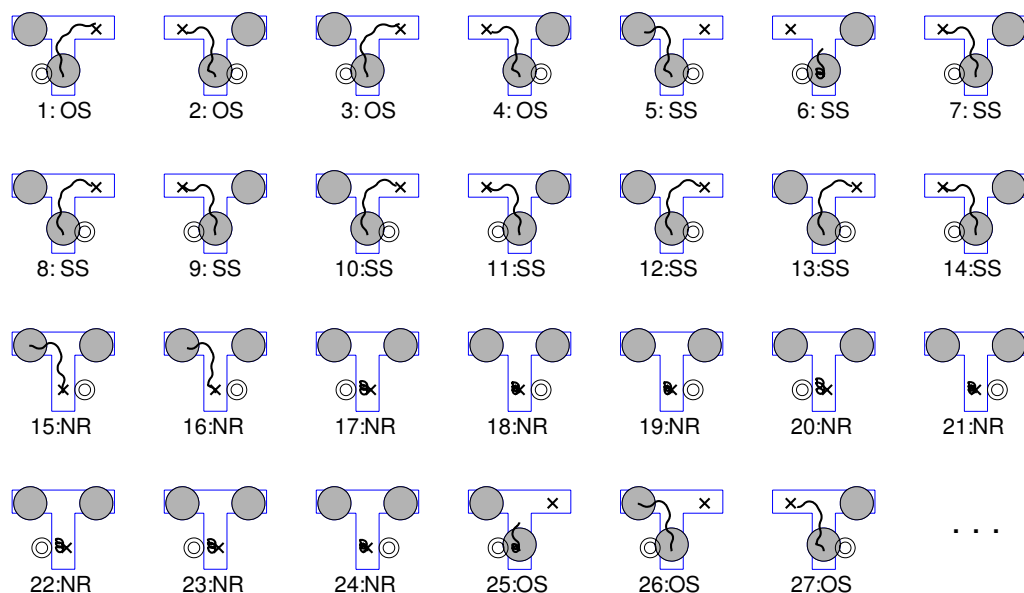 1: OS 2: OS 3: OS 4: OS 5: SS 6: SS 7: SS
8: SS 9: SS 10:SS 11:SS 12:SS 13:SS 14:SS
15:NR 16:NR 17:NR 18:NR 19:NR 20:NR 21:NR
22:NR 23:NR 24:NR 25:OS 26:OS 27:OS . . .